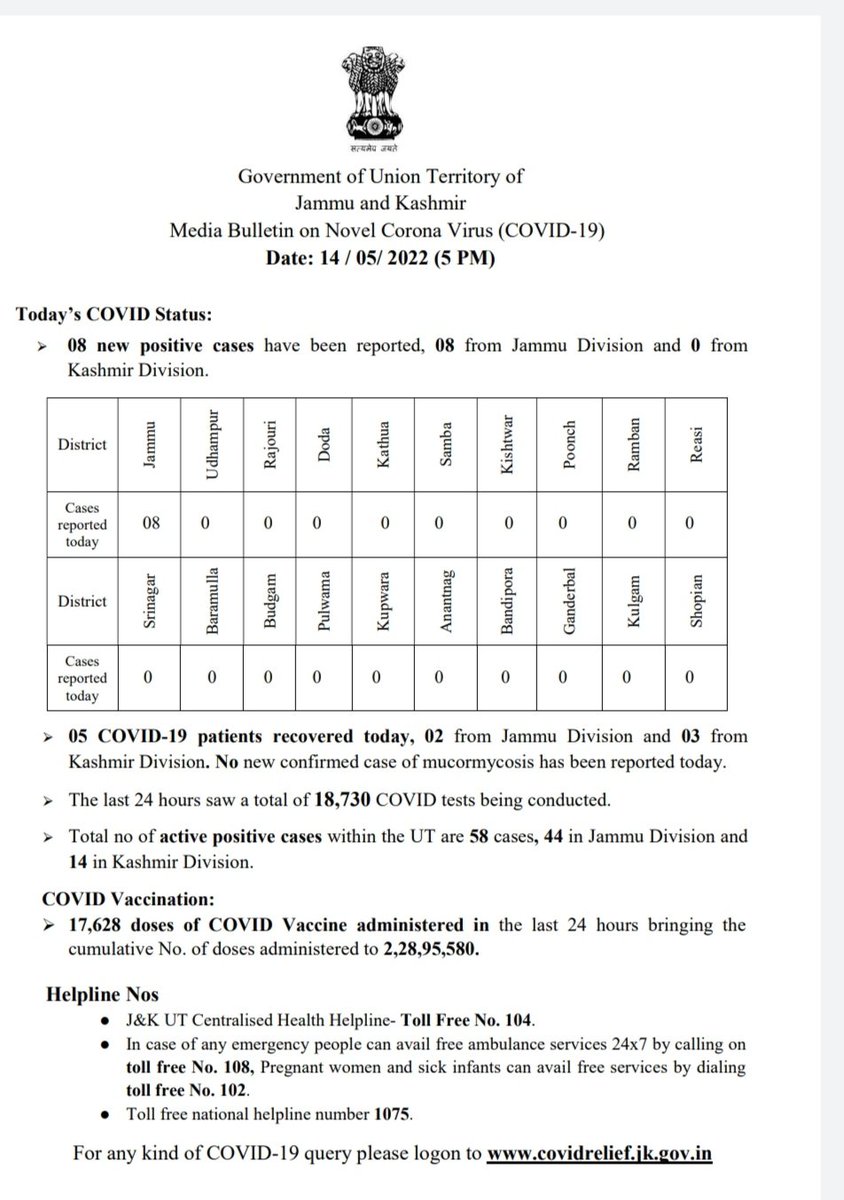 सत्यमेव जयते
Government of Union Territory of
Jammu and Kashmir
Media Bulletin on Novel Corona Virus (COVID-19)
Date: 14 / 05/ 2022 (5 PM)
Today’s COVID Status:
➢ 08 new positive cases have been reported, 08 from Jammu Division and 0 from
Kashmir Division.
District Jammu Udhampur Rajouri Doda Kathua Samba Kishtwar Poonch Ramban Reasi
Cases
reported
today
08 0 0 0 0 0 0 0 0 0
District Srinagar Baramulla Budgam Pulwama Kupwara Anantnag Bandipora Ganderbal Kulgam Shopian
Cases
reported
today
0 0 0 0 0 0 0 0 0 0
➢ 05 COVID-19 patients recovered today, 02 from Jammu Division and 03 from
Kashmir Division. No new confirmed case of mucormycosis has been reported today.
➢ The last 24 hours saw a total of 18,730 COVID tests being conducted.
➢ Total no of active positive cases within the UT are 58 cases, 44 in Jammu Division and
14 in Kashmir Division.
COVID Vaccination:
➢ 17,628 doses of COVID Vaccine administered in the last 24 hours bringing the
cumulative No. of doses administered to 2,28,95,580.
Helpline Nos
● J&K UT Centralised Health Helpline- Toll Free No. 104.
● In case of any emergency people can avail free ambulance services 24x7 by calling on
toll free No. 108, Pregnant women and sick infants can avail free services by dialing
toll free No. 102.
● Toll free national helpline number 1075.
For any kind of COVID-19 query please logon to www.covidrelief.jk.gov.in